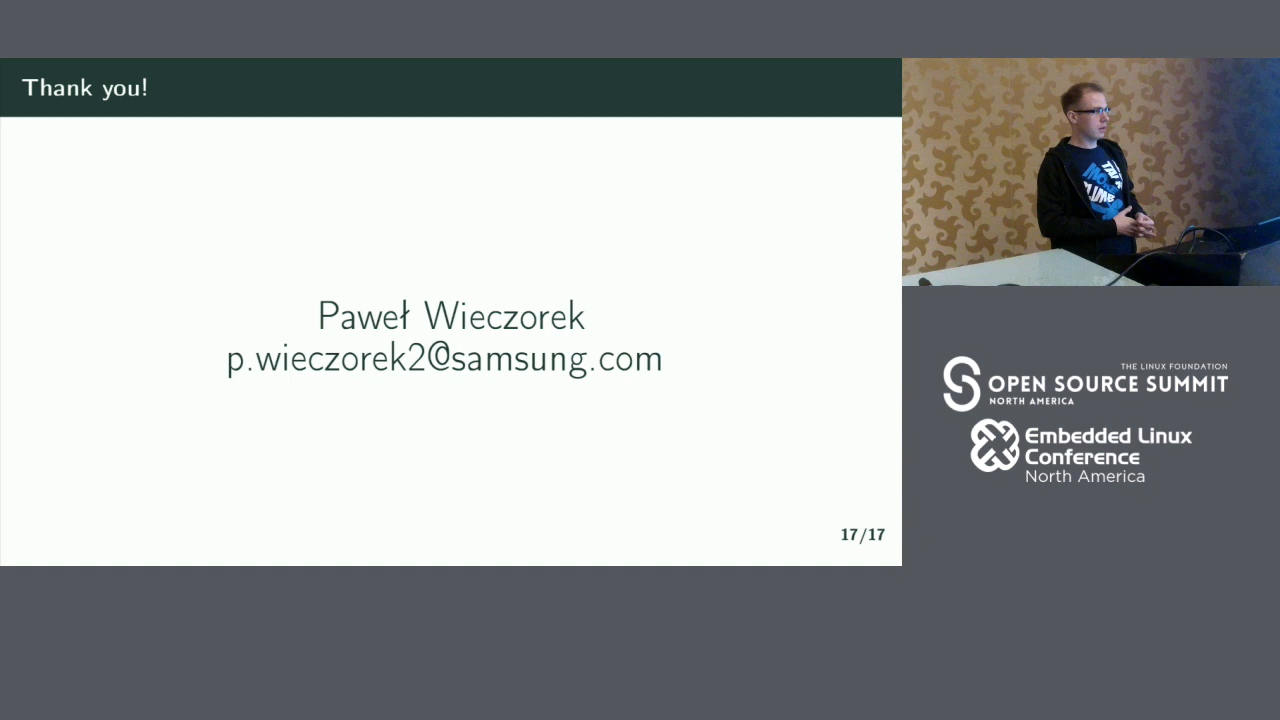 Thank you!
Paweł Wieczorek
p.wieczorek2@samsung.com
17/17
THE LINUX FOUNDATION
OPEN SOURCE SUMMIT
NORTH AMERICA
Embedded Linux
Conference
North America